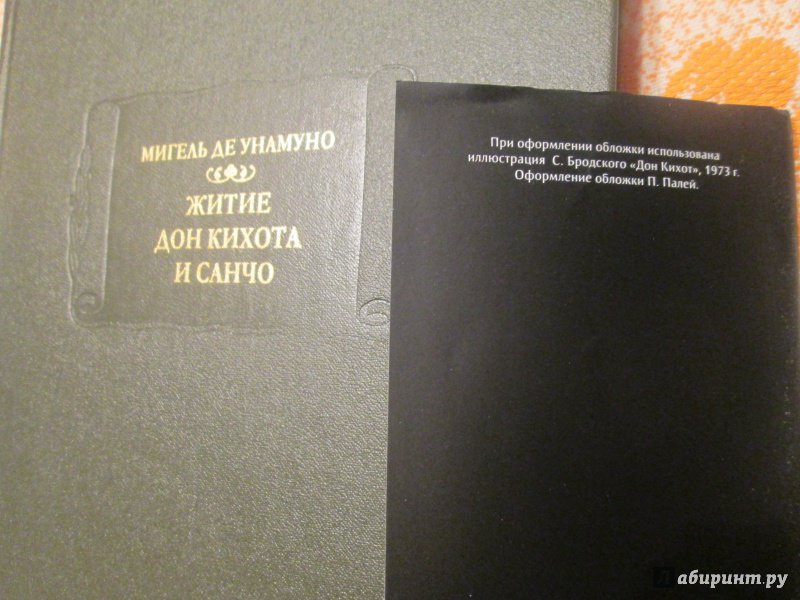 МИГЕЛЬ ДЕ УНАМУНО
ЖИТИЕ
ДОН КИХОТА
И САНЧО
При оформлении обложки использована
иллюстрация С. Бродского «Дон Кихот», 1973 г.
Оформление обложки П. Палей.
Лабиринт.ру